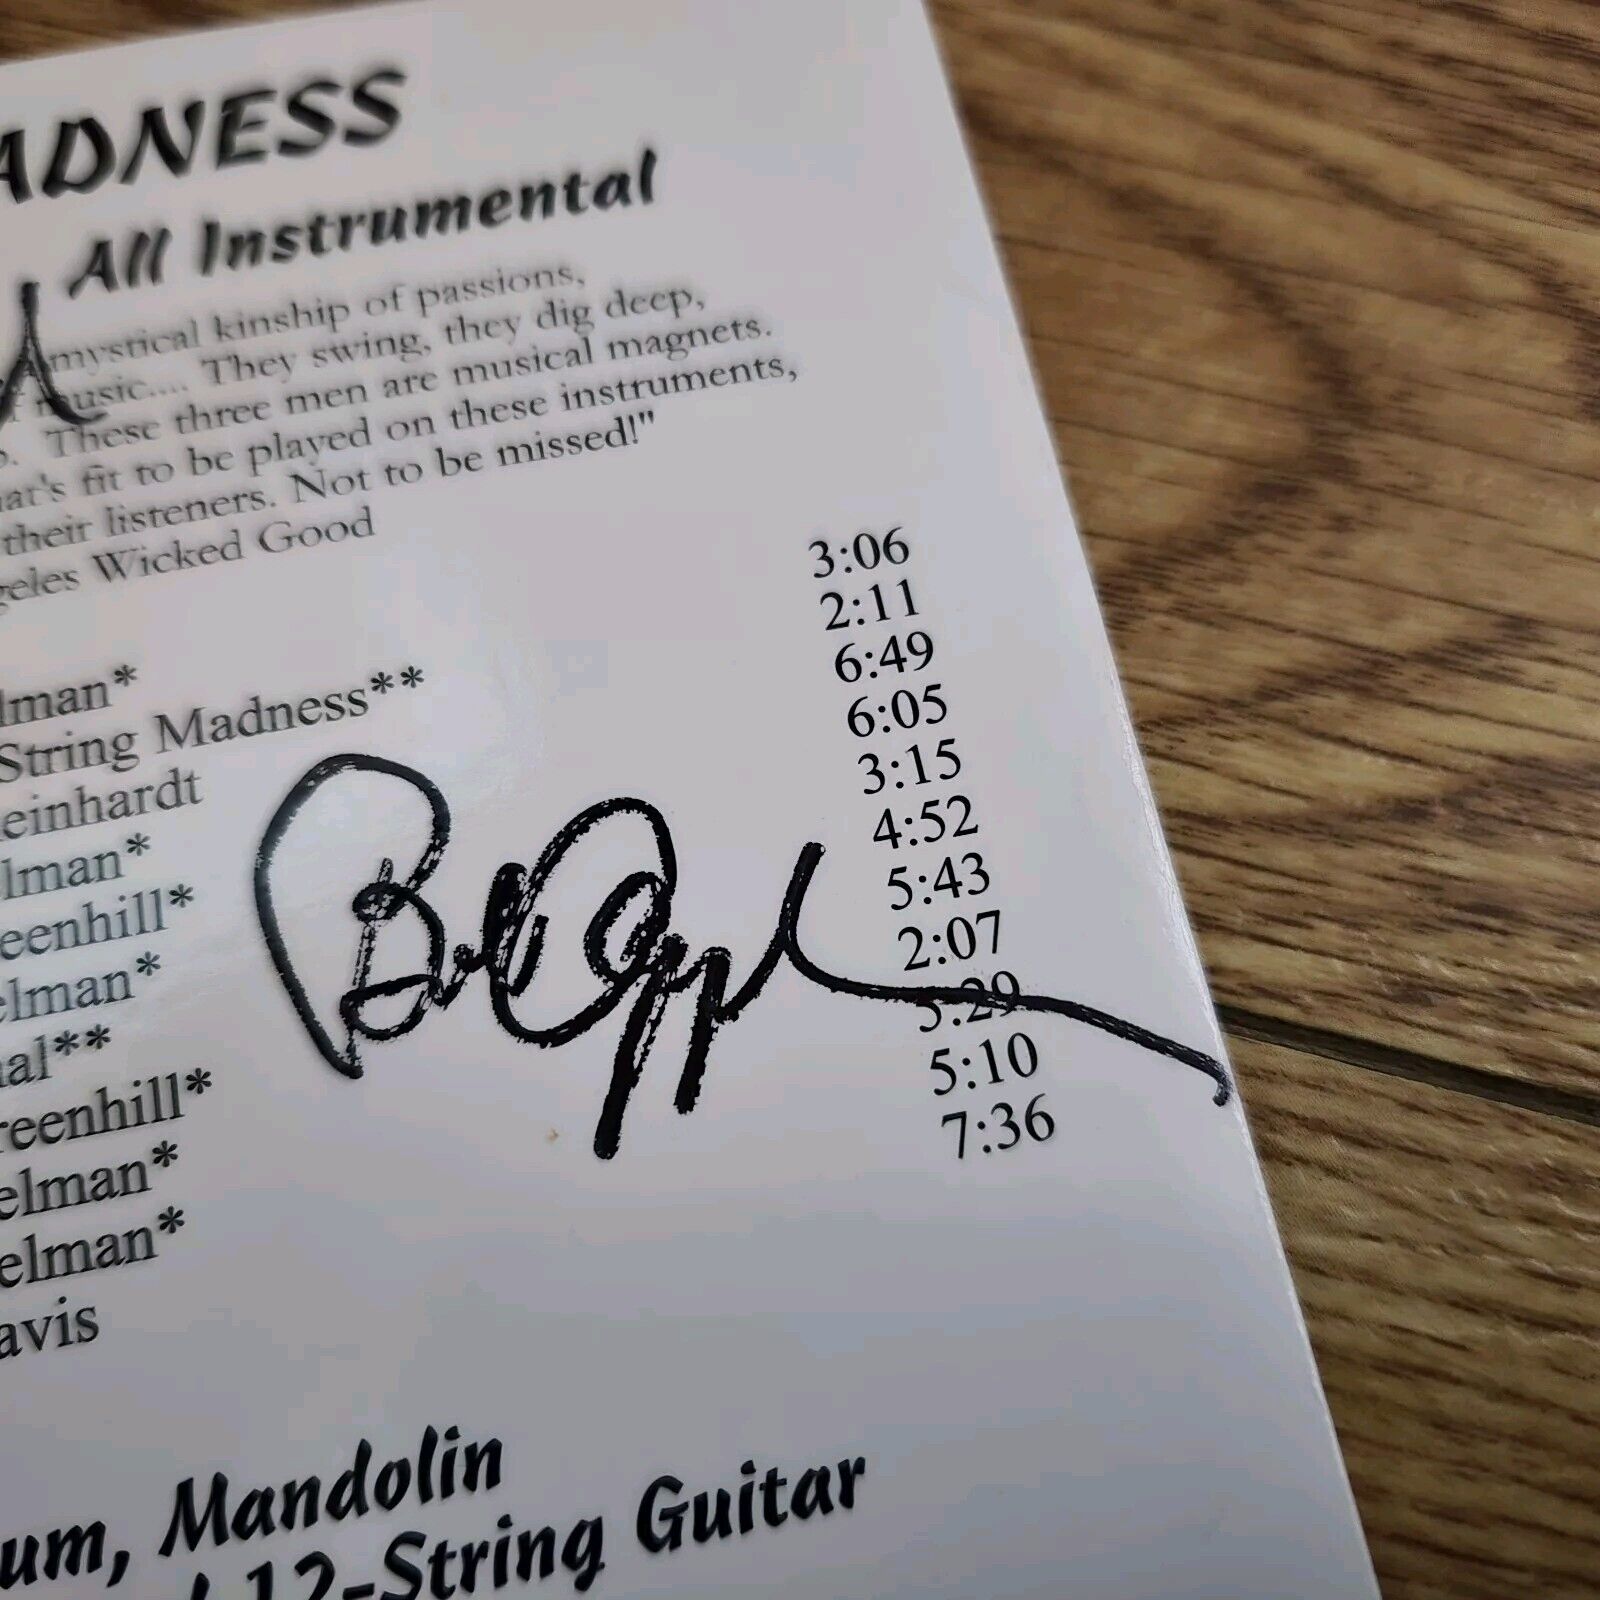 ADNESS
All Instrumental
mystical kinship of passions,
music.... They swing, they dig deep,
. These three men are musical magnets.
at's fit to be played on these instruments,
their listeners. Not to be missed!"
geles Wicked Good
3:06
lman* 2:11
String Madness** 6:49
einhardt 6:05
lman* 3:15
eenhill* 4:52
elman* 5:43
al** 2:07
reenhill* 5:29
elman* 5:10
elman* 7:36
avis
um, Mandolin
12-String Guitar